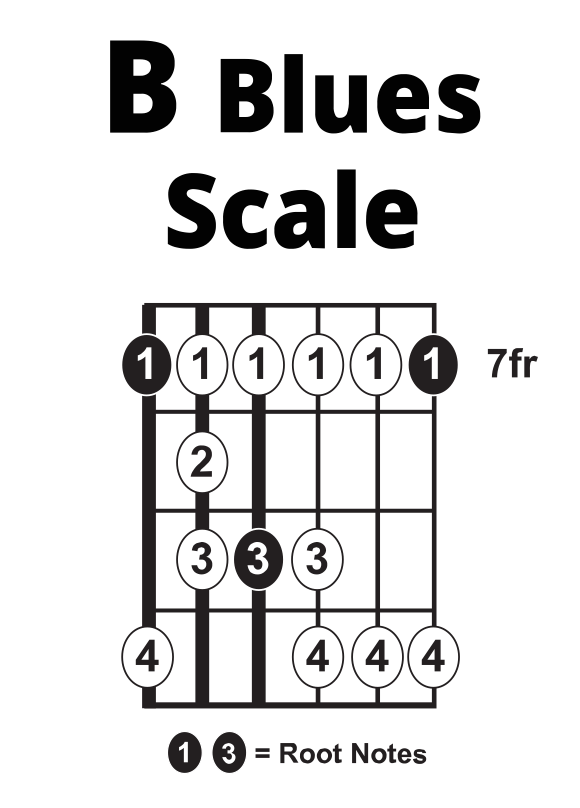 B Blues
Scale
1 1 1 1 1 1 7fr
2
3 3 3
4 4 4 4
1 3 = Root Notes